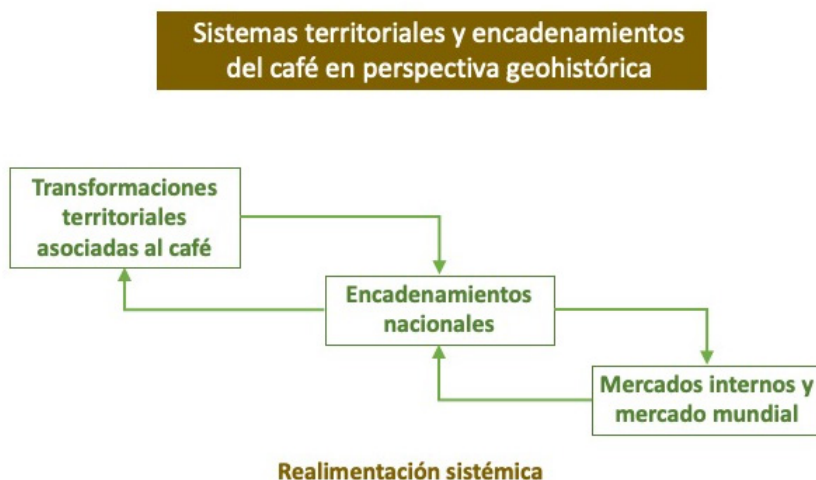 Sistemas territoriales y encadenamientos
del café en perspectiva geohistórica
Transformaciones
territoriales
asociadas al café
Encadenamientos
nacionales
Mercados internos y
mercado mundial
Realimentación sistémica